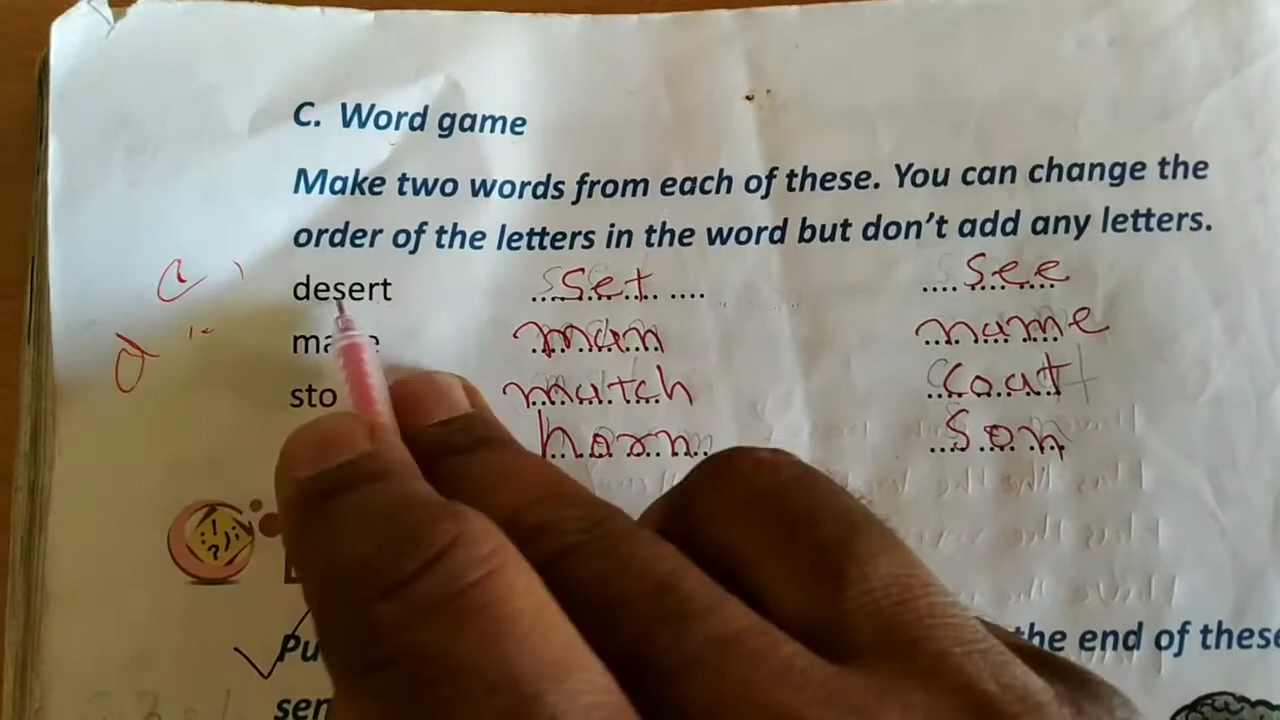 C. Word game
Make two words from each of these. You can change the
order of the letters in the word but don't add any letters.
desert set see
man name
sto match coat
horn son
Pu the end of these
sen